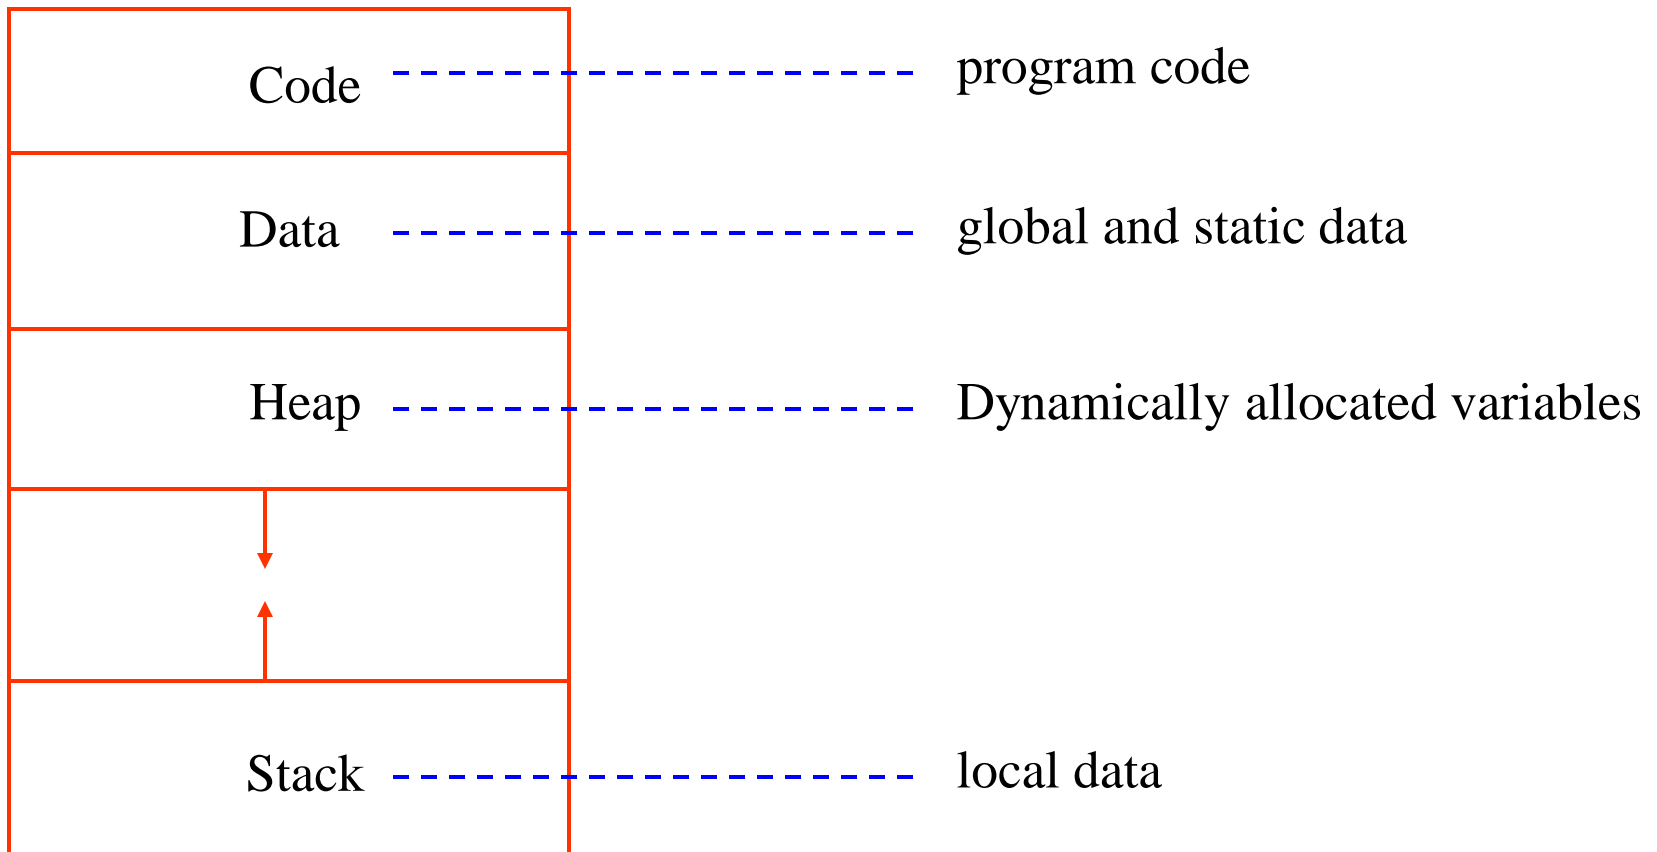 Code
program code
Data
global and static data
Heap
Dynamically allocated variables
Stack
local data